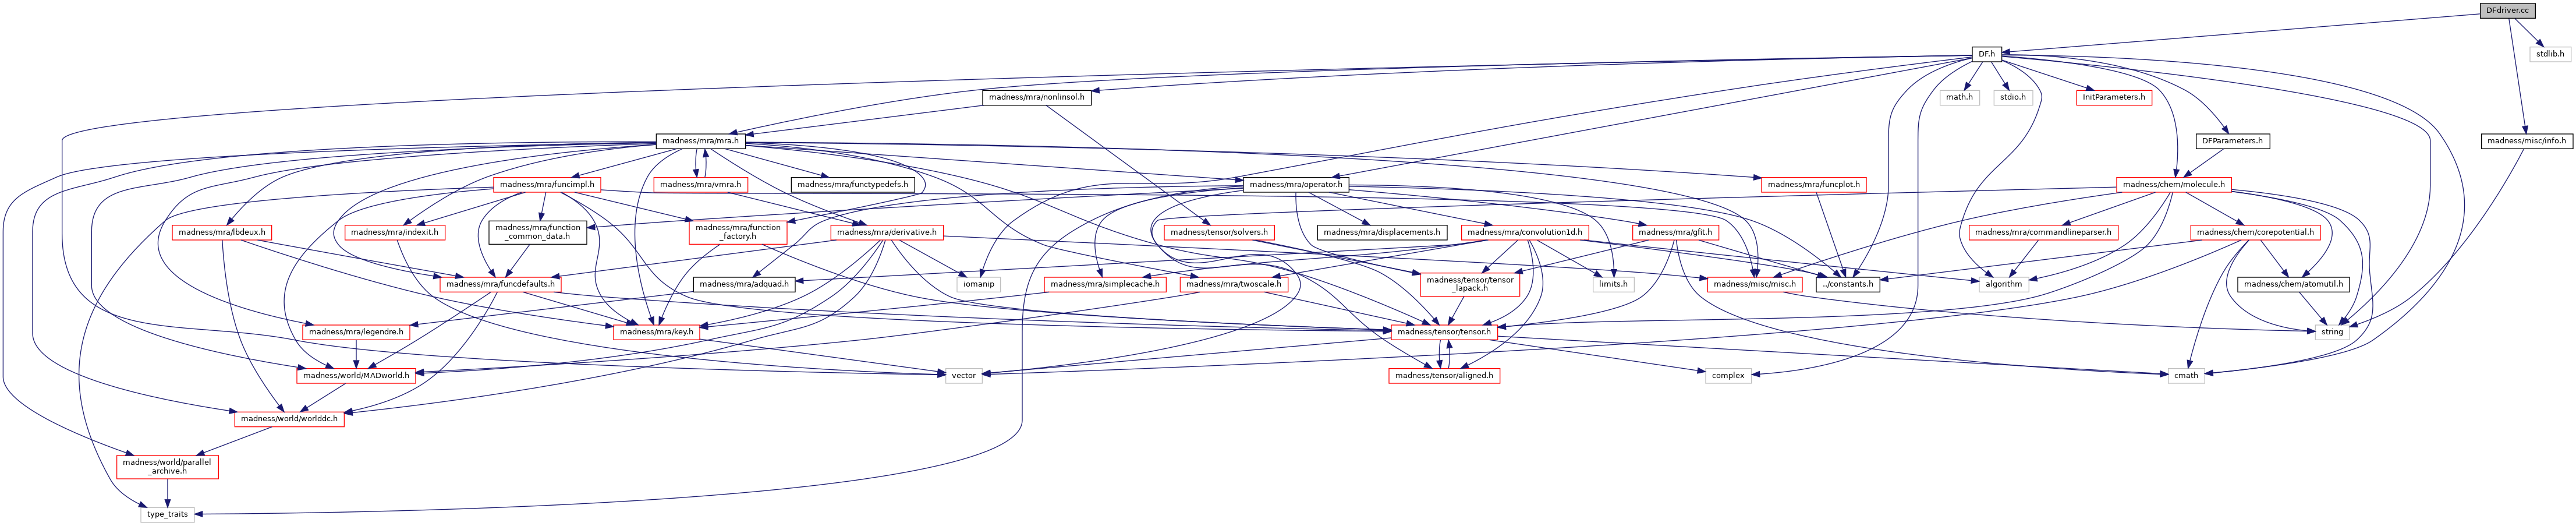 DFdriver.cc
DF.h
stdlib.h
madness/mra/nonlinsol.h
math.h
stdio.h
InitParameters.h
madness/mra/mra.h
DFParameters.h
madness/misc/info.h
madness/mra/funcimpl.h
madness/mra/vmra.h
madness/mra/functypedefs.h
madness/mra/operator.h
madness/mra/funcplot.h
madness/chem/molecule.h
madness/mra/lbdeux.h
madness/mra/indexit.h
madness/mra/function
_common_data.h
madness/mra/function
_factory.h
madness/mra/derivative.h
madness/tensor/solvers.h
madness/mra/displacements.h
madness/mra/convolution1d.h
madness/mra/gfit.h
madness/mra/commandlineparser.h
madness/chem/corepotential.h
madness/mra/funcdefaults.h
madness/mra/adquad.h
iomanip
madness/mra/simplecache.h
madness/mra/twoscale.h
madness/tensor/tensor
_lapack.h
limits.h
madness/misc/misc.h
../constants.h
algorithm
madness/chem/atomutil.h
madness/mra/legendre.h
madness/mra/key.h
madness/tensor/tensor.h
string
madness/world/MADworld.h
vector
madness/tensor/aligned.h
complex
cmath
madness/world/worlddc.h
madness/world/parallel
_archive.h
type_traits